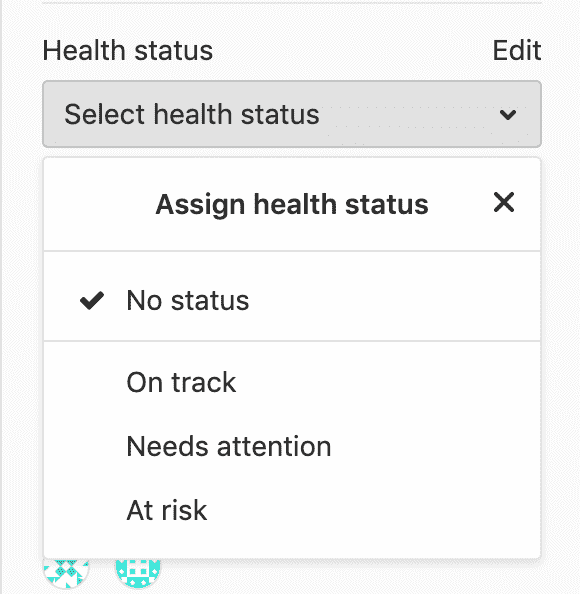 Health status Edit
Select health status
Assign health status
No status
On track
Needs attention
At risk